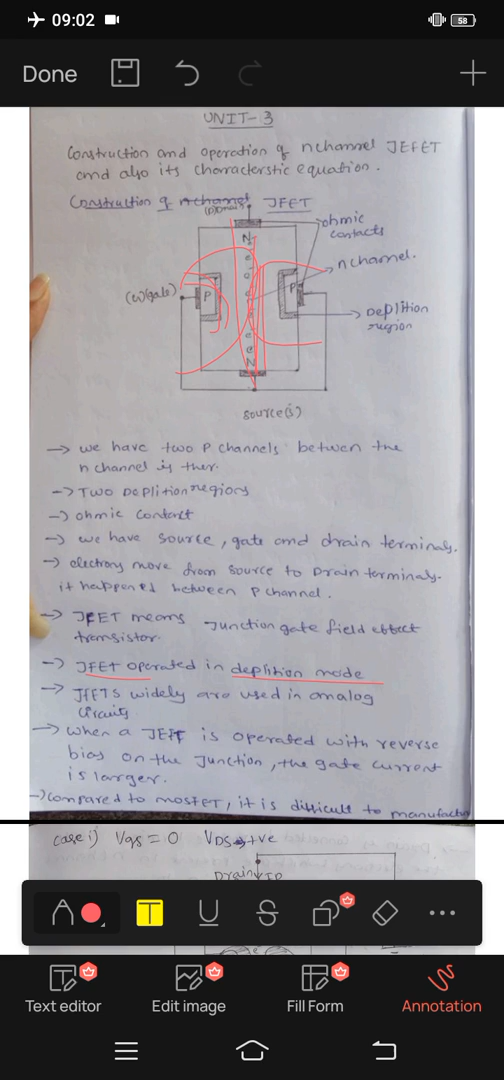 09:02
58
Done
UNIT-3
Construction and operation of n channel JEFET
and also its characterstic equation.
Construction of n channel JFET
(D)Drain
ohmic
contacts
N
n channel.
(G)(gate)
P
P
Deplition
region
N
source(s)
→ we have two P channels betwen the
n channel is ther.
→ Two Deplition regions
→ ohmic contact
→ we have source, gate and drain terminals.
→ electrons move from source to Drain terminals.
it happened between P channel.
→ JFET means Junction gate field effect
transistor.
→ JFET operated in deplition mode
→ JFETs widely are used in analog
circuits
→ When a JEFT is operated with reverse
bias on the Junction, the gate current
is larger.
→ compared to mosfet, it is difficult to manufactur
case i) Vgs = 0 VDS +ve
Drain ID
T
U
S
Text editor
Edit image
Fill Form
Annotation